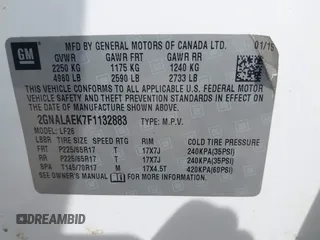 GM
MFD BY GENERAL MOTORS OF CANADA LTD.
01/15
GVWR GAWR FRT GAWR RR
2250 KG 1175 KG 1240 KG
4960 LB 2590 LB 2733 LB
THIS VEHICLE CONFORMS TO ALL APPLICABLE U.S. FEDERAL MOTOR
VEHICLE SAFETY AND THEFT PREVENTION STANDARDS IN
EFFECT ON THE DATE OF MANUFACTURE SHOWN ABOVE.
2GNALAEK7F1132883 TYPE: M.P.V.
MODEL: LF26
TIRE SIZE SPEED RTG RIM COLD TIRE PRESSURE
FRT P225/65R17 T 17X7J 240KPA(35PSI)
RR P225/65R17 T 17X7J 240KPA(35PSI)
SPA T145/70R17 M 17X4.5T 420KPA(60PSI)
SEE OWNER'S MANUAL FOR MORE INFORMATION.